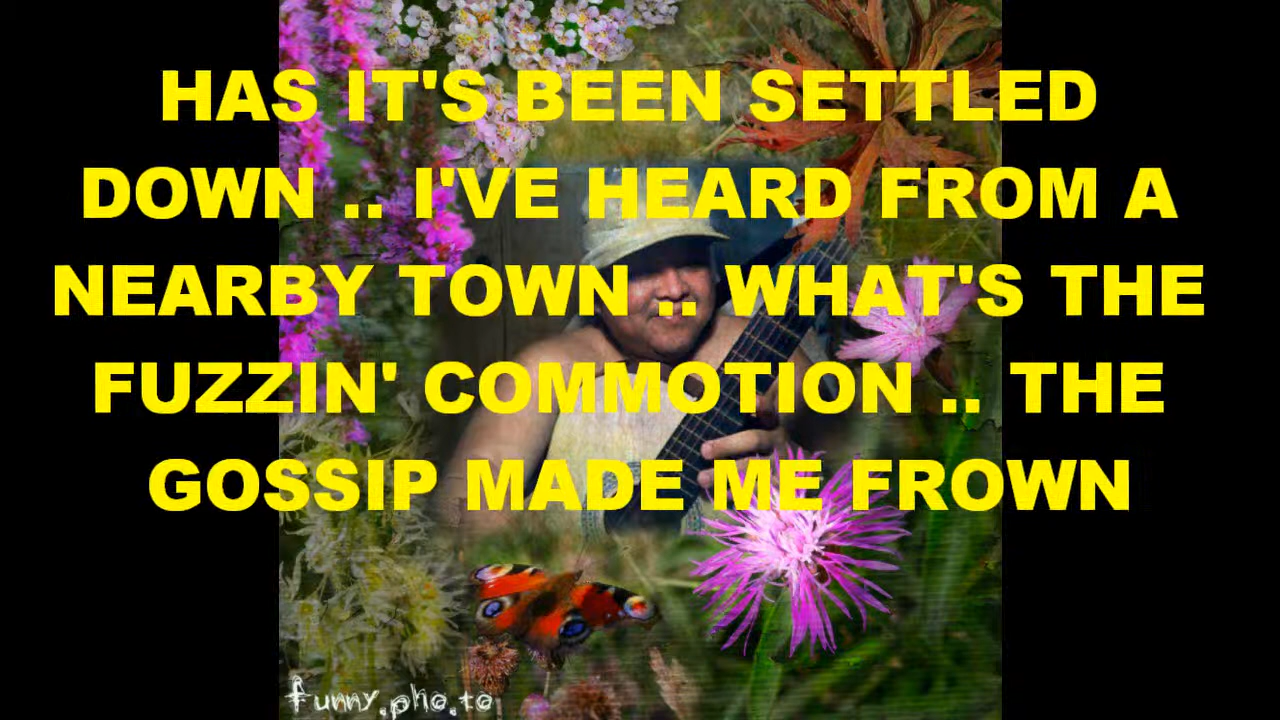 HAS IT'S BEEN SETTLED
DOWN .. I'VE HEARD FROM A
NEARBY TOWN .. WHAT'S THE
FUZZIN' COMMOTION .. THE
GOSSIP MADE ME FROWN
funny.pho.to